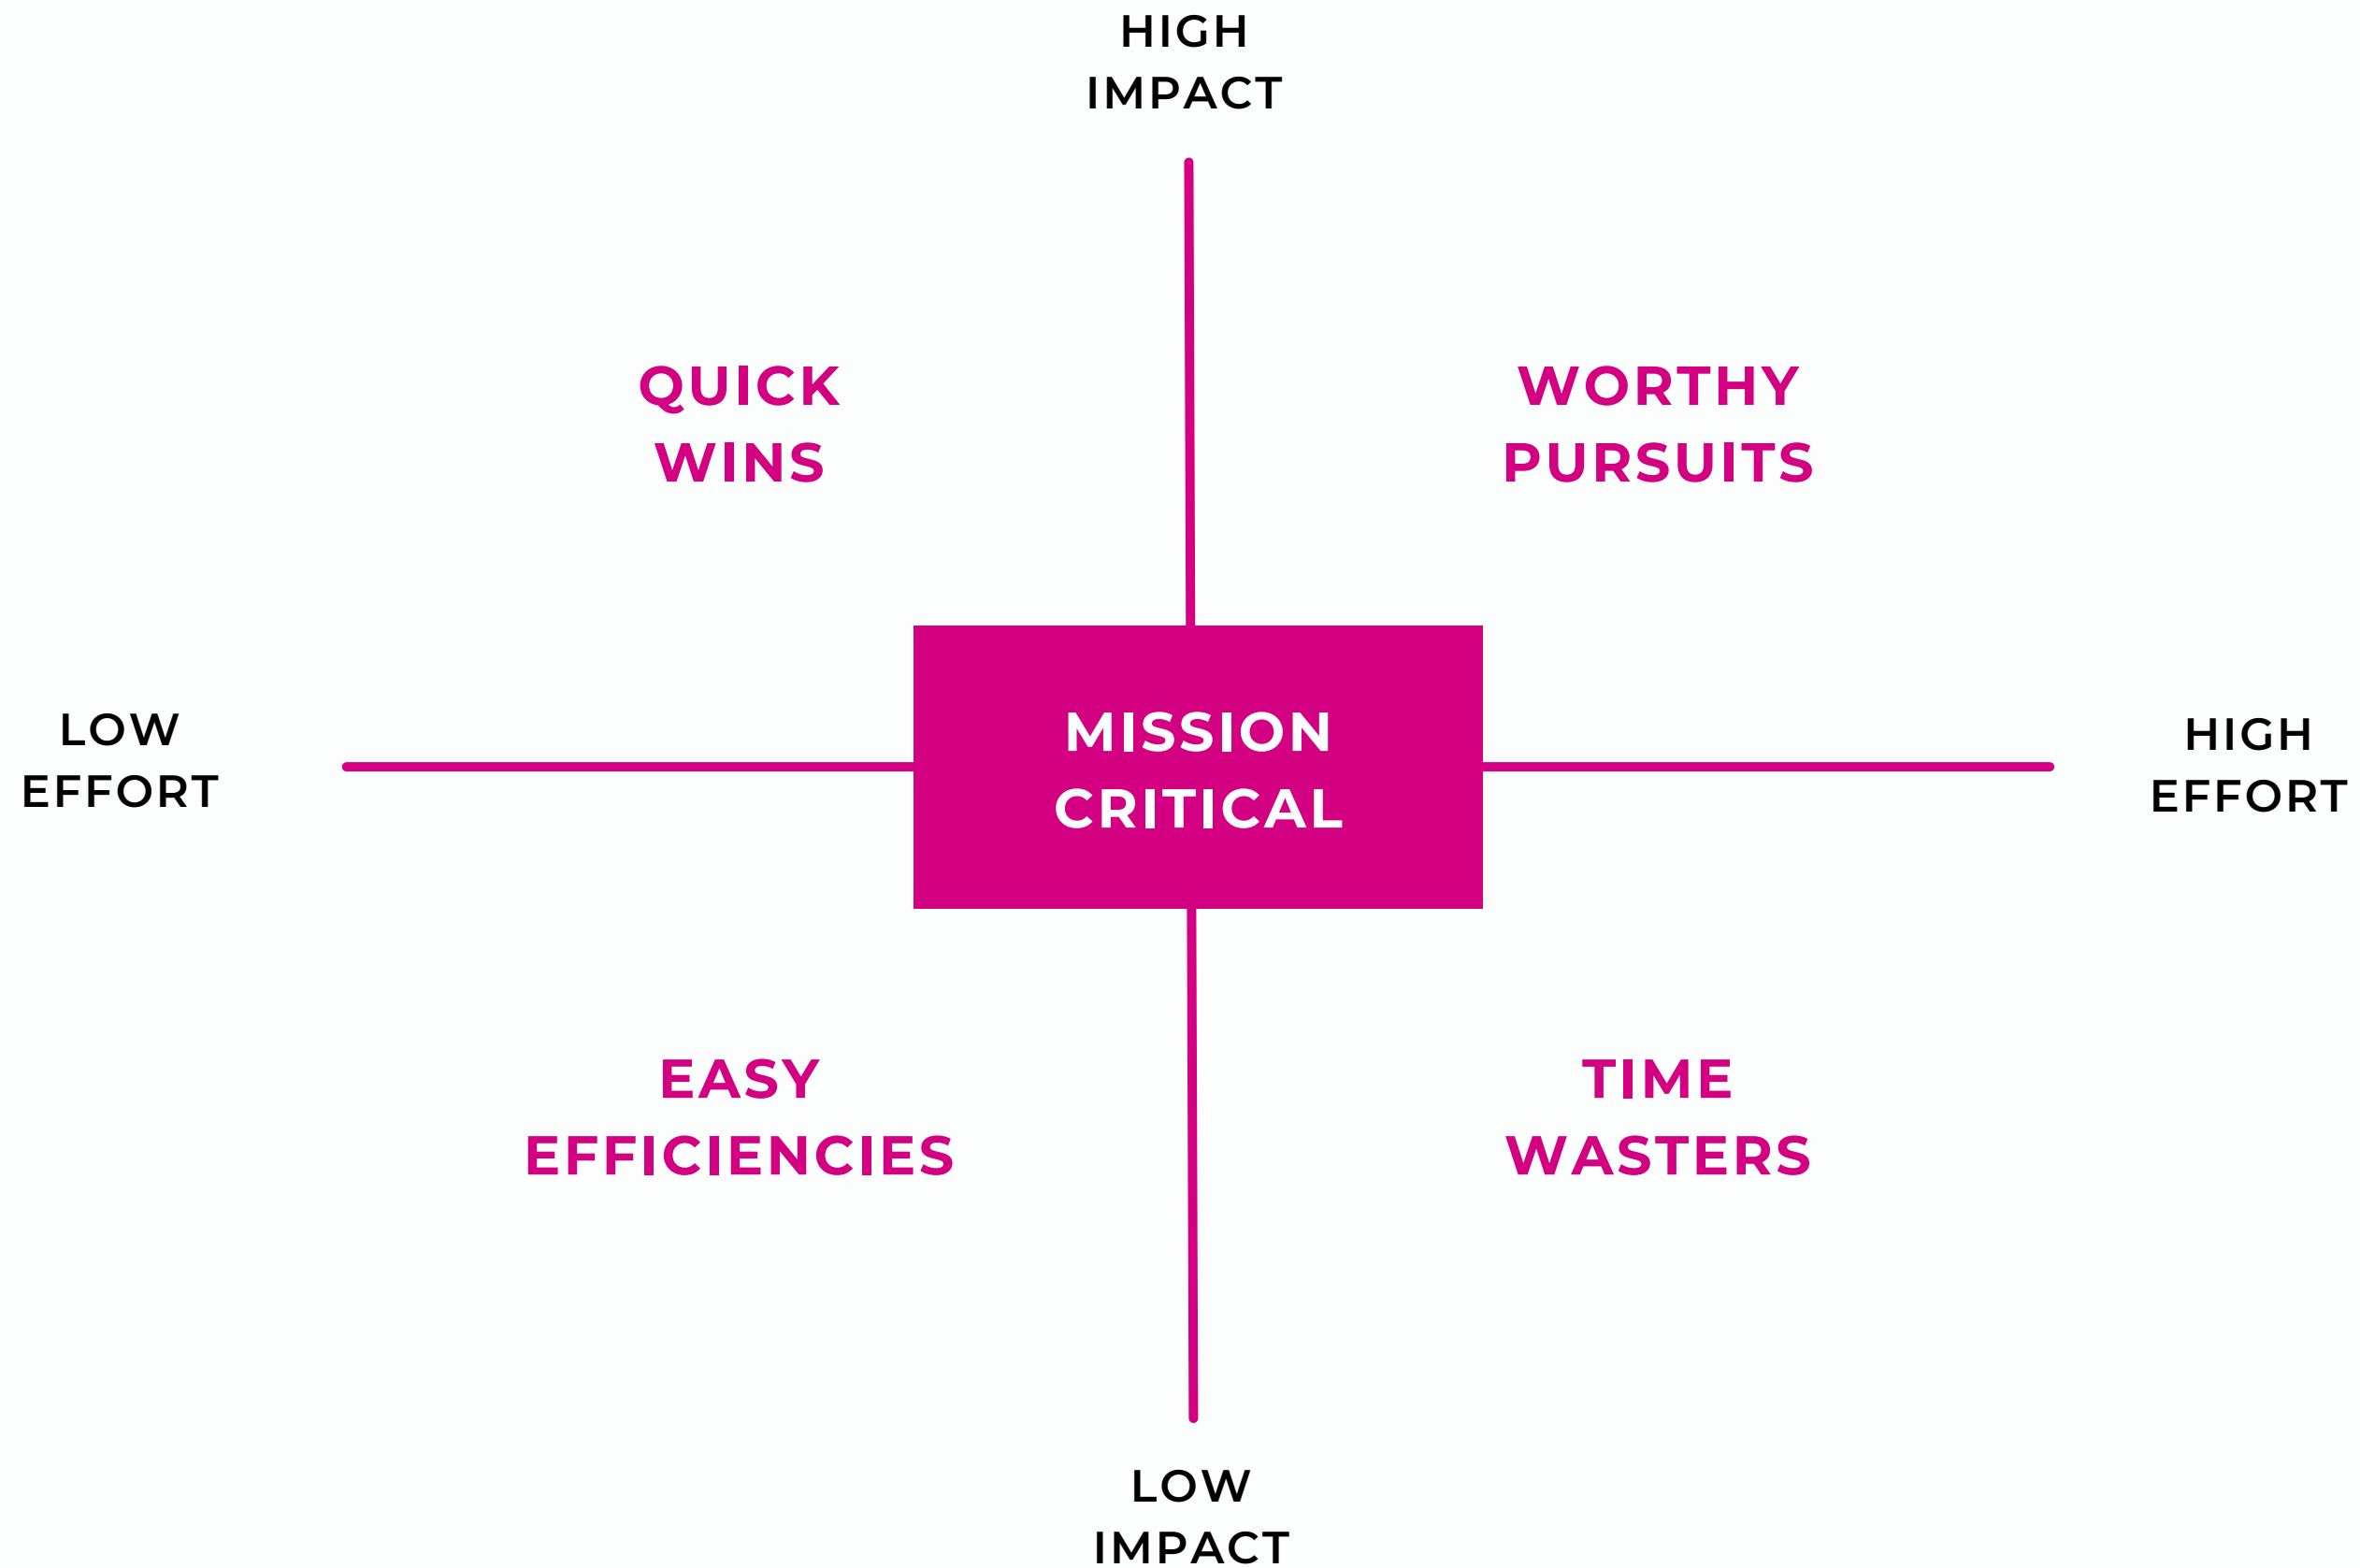 HIGH
IMPACT
QUICK
WINS
WORTHY
PURSUITS
LOW
EFFORT
MISSION
CRITICAL
HIGH
EFFORT
EASY
EFFICIENCIES
TIME
WASTERS
LOW
IMPACT